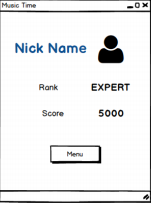 Music Time
Nick Name
Rank EXPERT
Score 5000
Menu